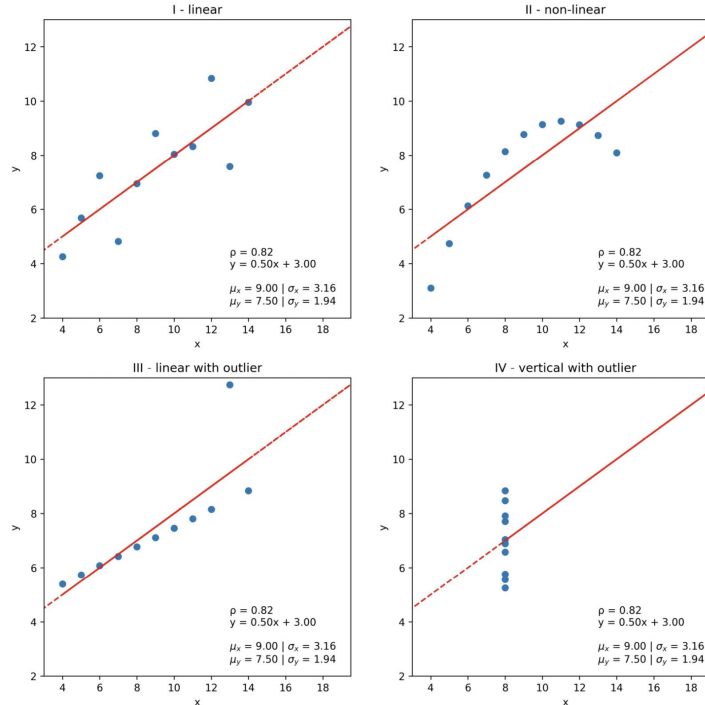 I - linear
12
10
8
6
4
2
y
4 6 8 10 12 14 16 18
x
ρ = 0.82
y = 0.50x + 3.00
μx = 9.00 | σx = 3.16
μy = 7.50 | σy = 1.94
II - non-linear
12
10
8
6
4
2
y
4 6 8 10 12 14 16 18
x
ρ = 0.82
y = 0.50x + 3.00
μx = 9.00 | σx = 3.16
μy = 7.50 | σy = 1.94
III - linear with outlier
12
10
8
6
4
2
y
4 6 8 10 12 14 16 18
x
ρ = 0.82
y = 0.50x + 3.00
μx = 9.00 | σx = 3.16
μy = 7.50 | σy = 1.94
IV - vertical with outlier
12
10
8
6
4
2
y
4 6 8 10 12 14 16 18
x
ρ = 0.82
y = 0.50x + 3.00
μx = 9.00 | σx = 3.16
μy = 7.50 | σy = 1.94